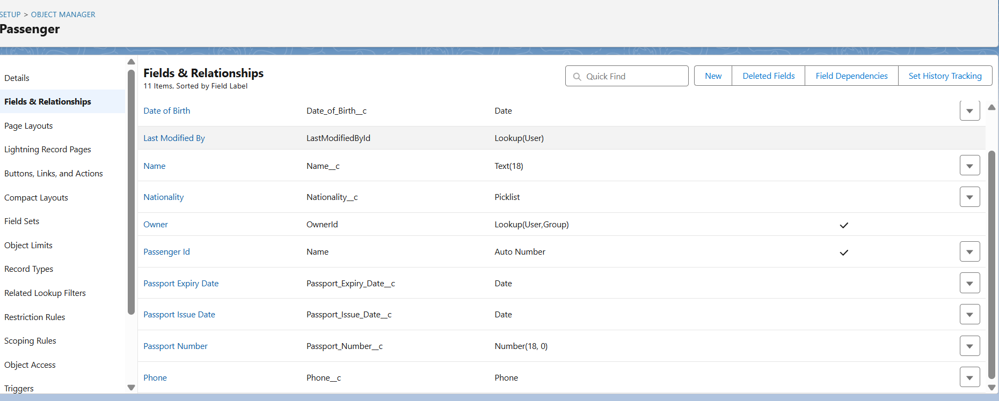 SETUP > OBJECT MANAGER
Passenger
Details
Fields & Relationships
Page Layouts
Lightning Record Pages
Buttons, Links, and Actions
Compact Layouts
Field Sets
Object Limits
Record Types
Related Lookup Filters
Restriction Rules
Scoping Rules
Object Access
Triggers
Fields & Relationships
11 Items, Sorted by Field Label
Quick Find
New
Deleted Fields
Field Dependencies
Set History Tracking
Date of Birth Date_of_Birth__c Date
Last Modified By LastModifiedById Lookup(User)
Name Name__c Text(18)
Nationality Nationality__c Picklist
Owner OwnerId Lookup(User,Group)
Passenger Id Name Auto Number
Passport Expiry Date Passport_Expiry_Date__c Date
Passport Issue Date Passport_Issue_Date__c Date
Passport Number Passport_Number__c Number(18, 0)
Phone Phone__c Phone